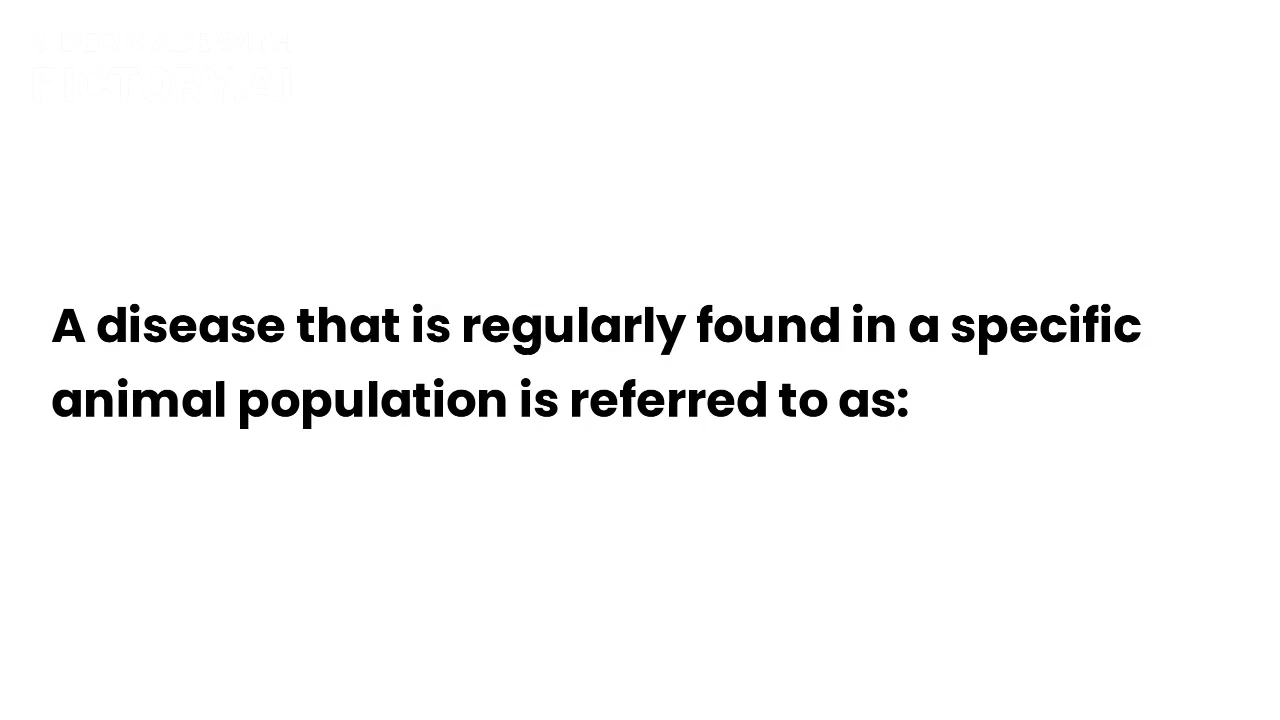 A disease that is regularly found in a specific
animal population is referred to as: